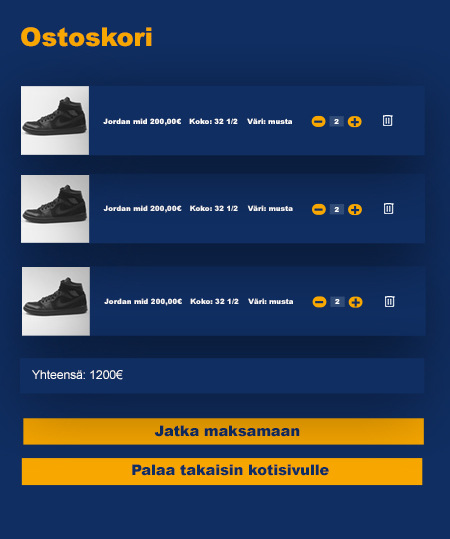 Ostoskori
Jordan mid 200,00€ Koko: 32 1/2 Väri: musta 2
Jordan mid 200,00€ Koko: 32 1/2 Väri: musta 2
Jordan mid 200,00€ Koko: 32 1/2 Väri: musta 2
Yhteensä: 1200€
Jatka maksamaan
Palaa takaisin kotisivulle